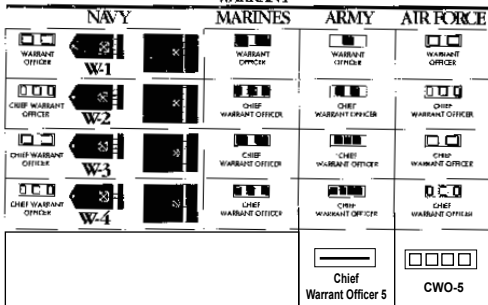 WARRANT
NAVY MARINES ARMY AIR FORCE
WARRANT OFFICER W-1 WARRANT OFFICER WARRANT OFFICER WARRANT OFFICER
CHIEF WARRANT OFFICER W-2 CHIEF WARRANT OFFICER CHIEF WARRANT OFFICER CHIEF WARRANT OFFICER
CHIEF WARRANT OFFICER W-3 CHIEF WARRANT OFFICER CHIEF WARRANT OFFICER CHIEF WARRANT OFFICER
CHIEF WARRANT OFFICER W-4 CHIEF WARRANT OFFICER CHIEF WARRANT OFFICER CHIEF WARRANT OFFICER
Chief
Warrant Officer 5
CWO-5